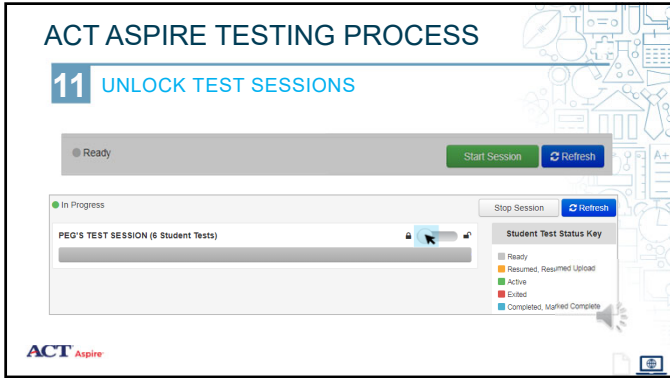 ACT ASPIRE TESTING PROCESS
11 UNLOCK TEST SESSIONS
Ready
Start Session
Refresh
In Progress
Stop Session
Refresh
PEG'S TEST SESSION (6 Student Tests)
Student Test Status Key
Ready
Resumed, Resumed Upload
Active
Exited
Completed, Marked Complete
A+
ACT Aspire